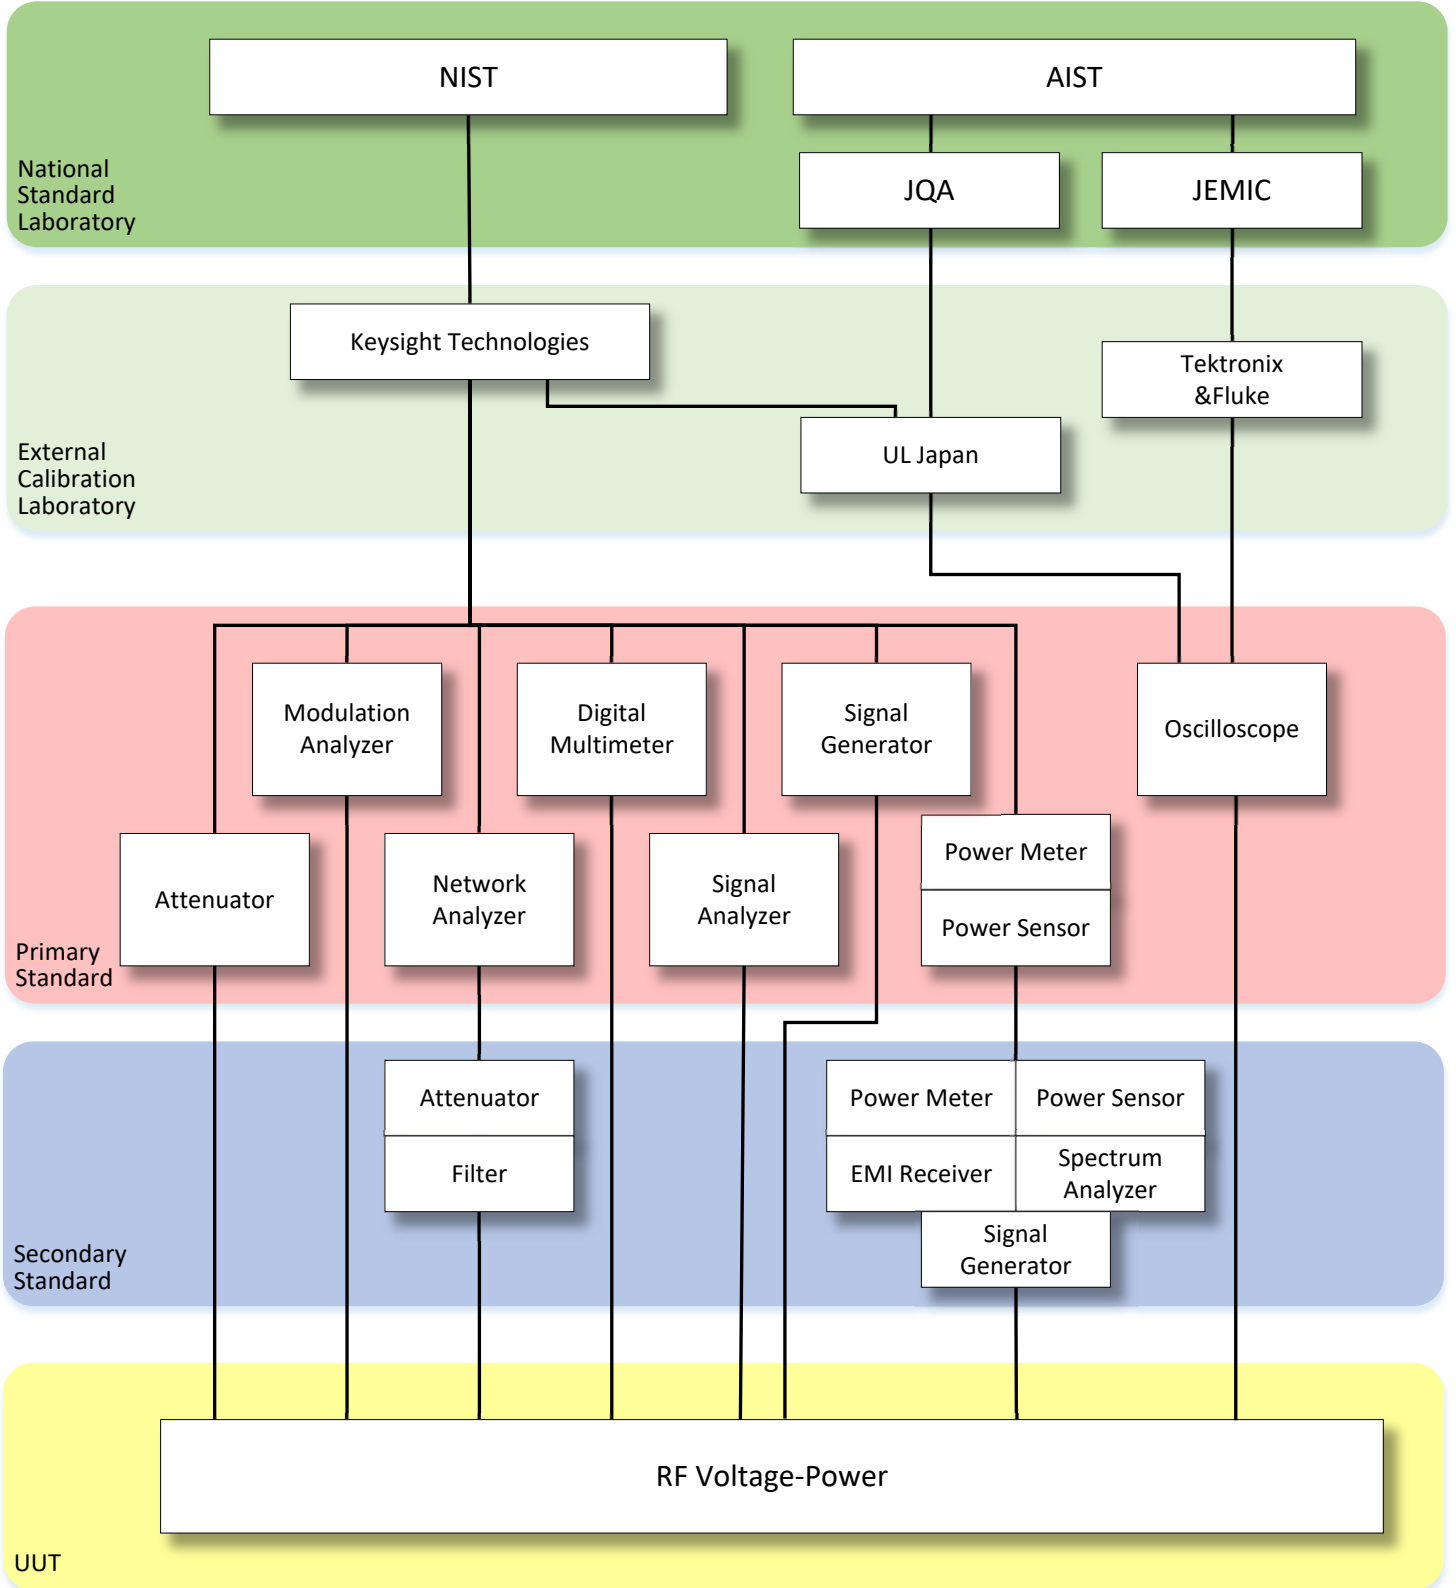 NIST
AIST
National
Standard
Laboratory
JQA
JEMIC
Keysight Technologies
Tektronix
&Fluke
UL Japan
External
Calibration
Laboratory
Modulation
Analyzer
Digital
Multimeter
Signal
Generator
Oscilloscope
Attenuator
Network
Analyzer
Signal
Analyzer
Power Meter
Power Sensor
Primary
Standard
Attenuator
Filter
Power Meter
Power Sensor
EMI Receiver
Spectrum
Analyzer
Signal
Generator
Secondary
Standard
RF Voltage-Power
UUT